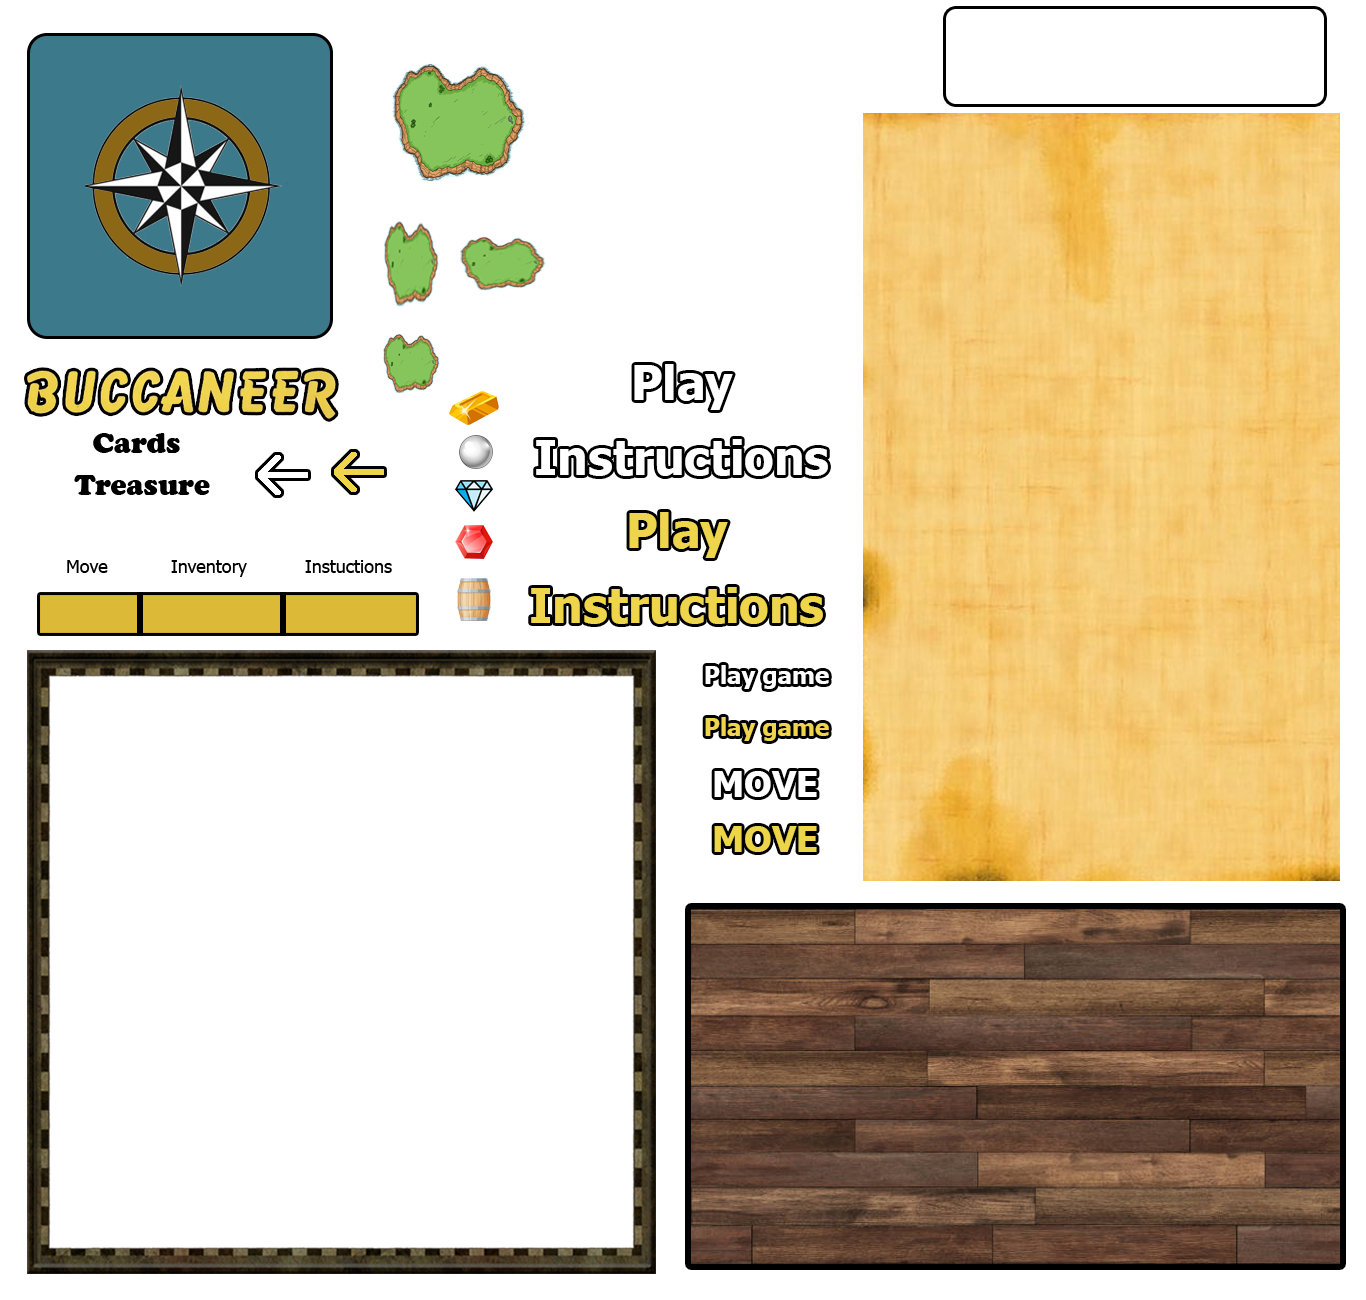 BUCCANEER
Cards
Treasure
Move Inventory Instuctions
Play
Instructions
Play
Instructions
Play game
Play game
MOVE
MOVE